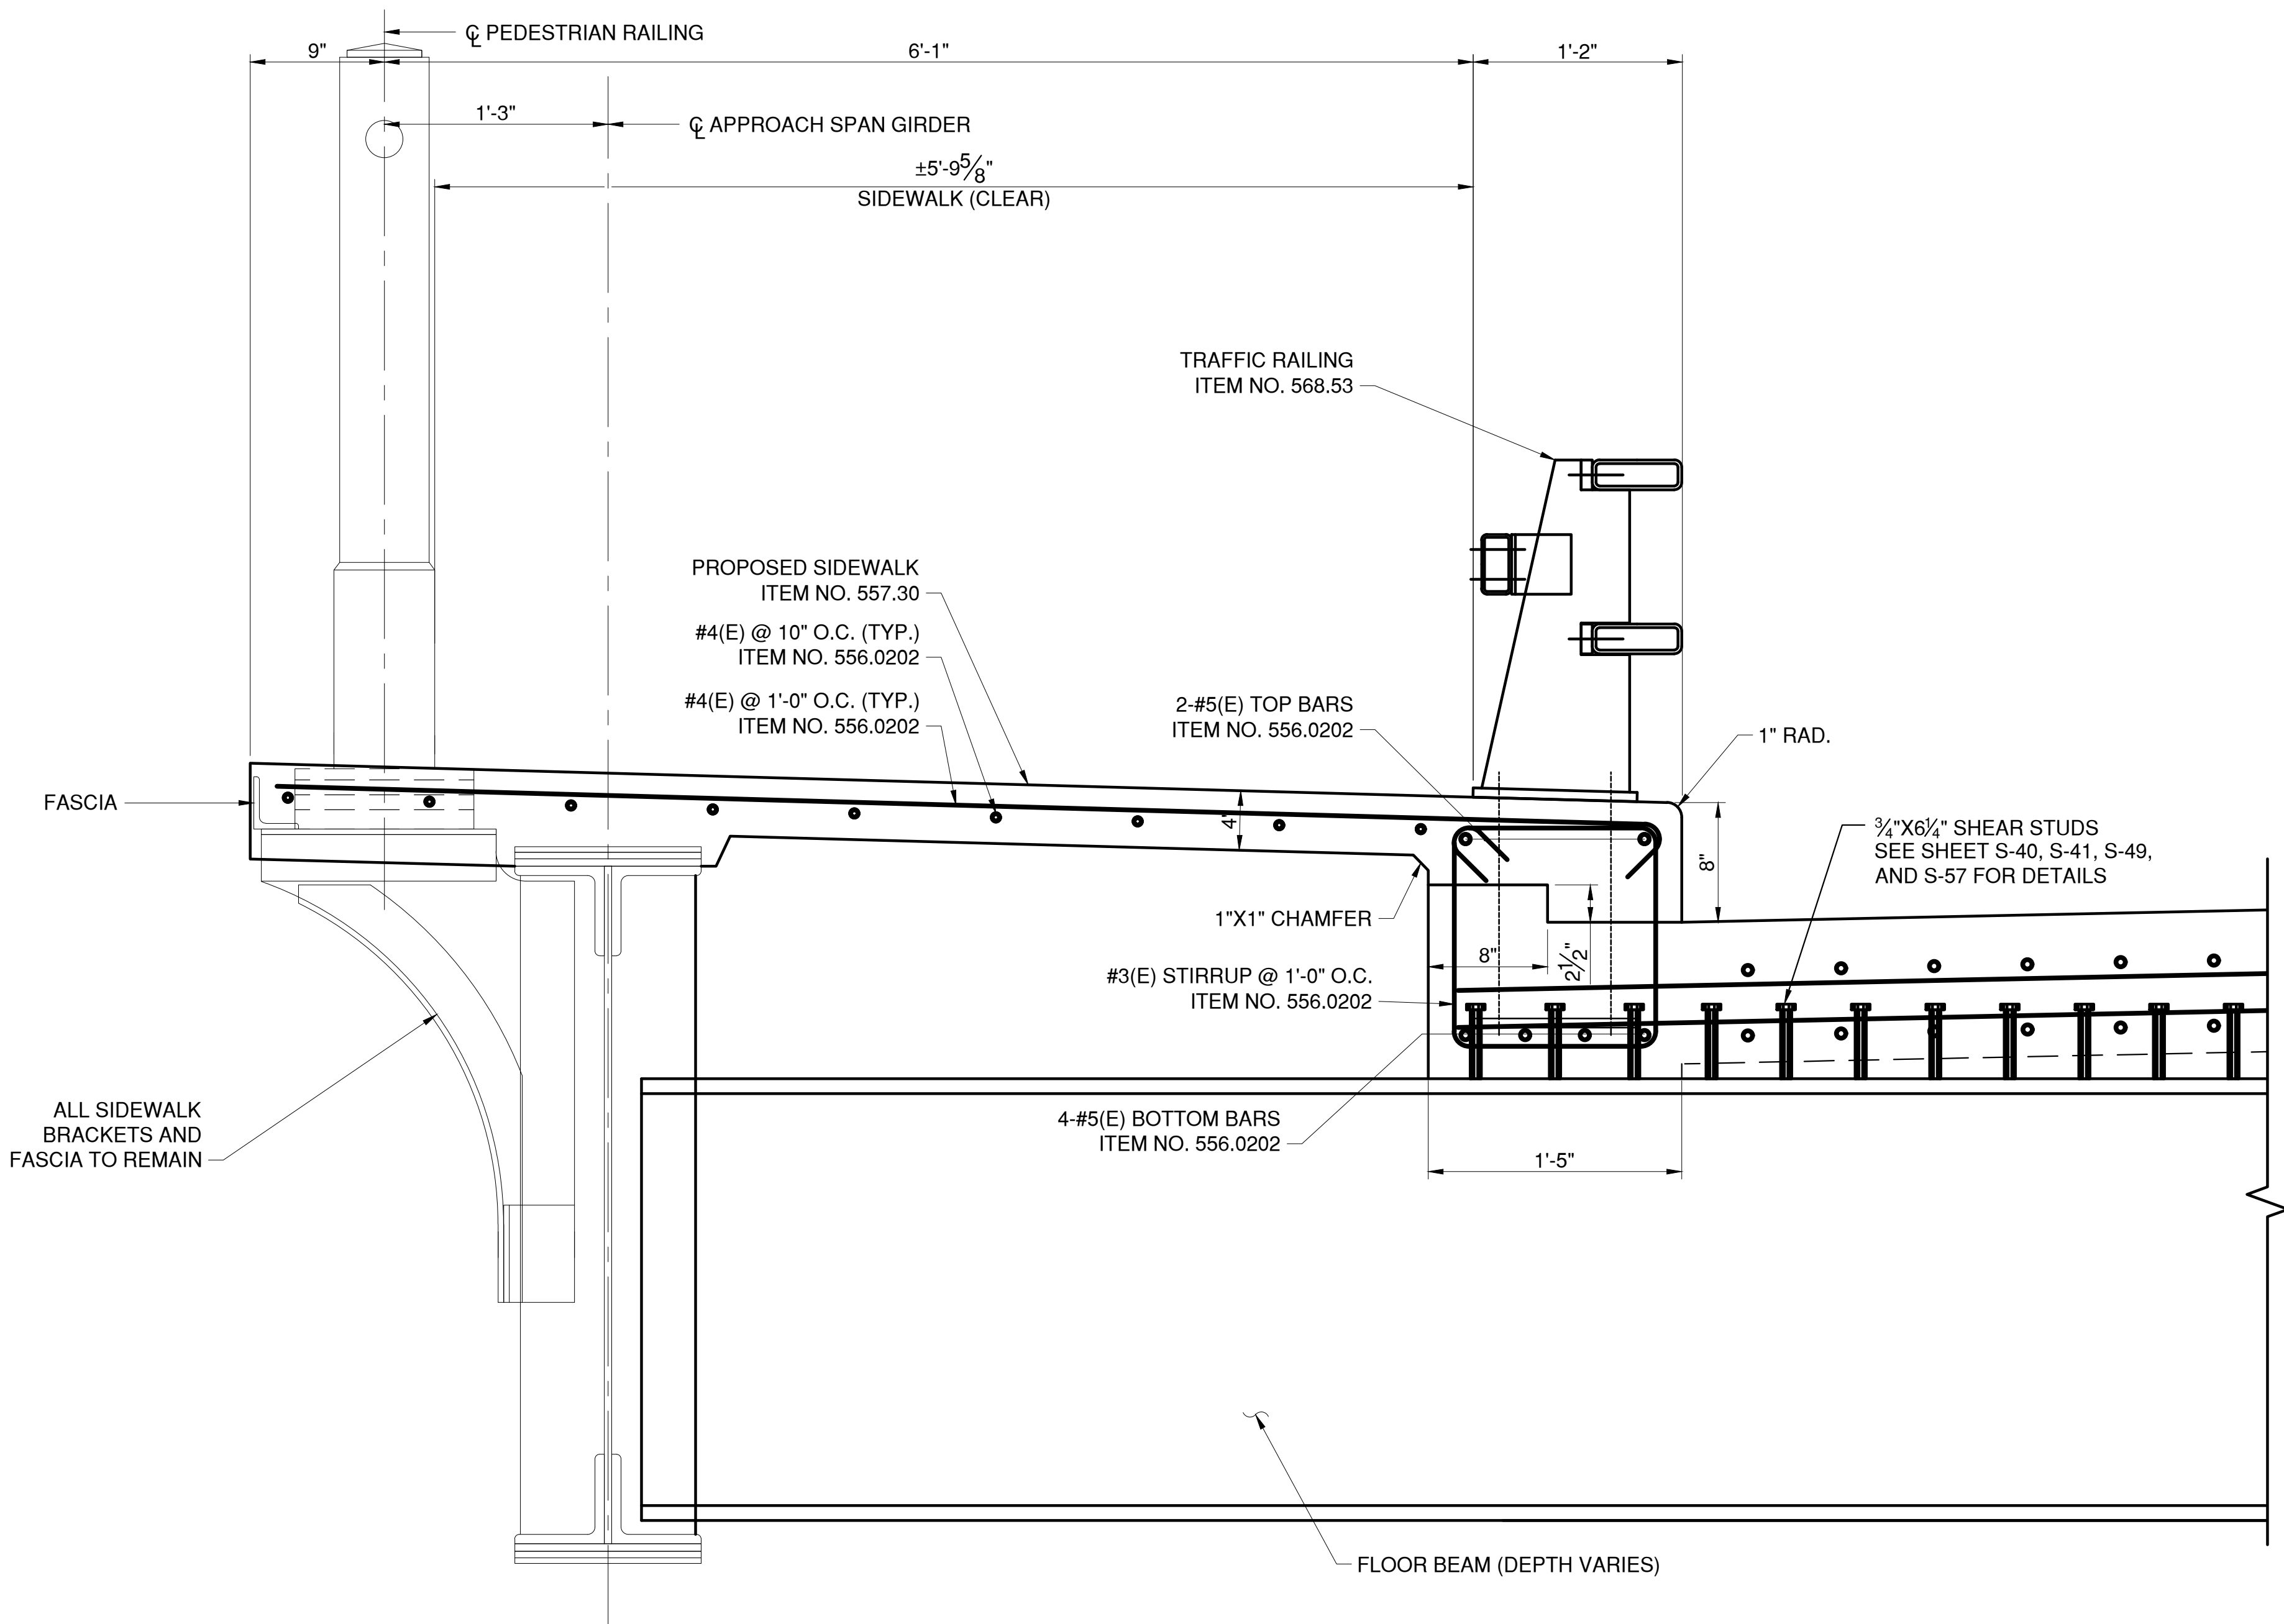 ℄ PEDESTRIAN RAILING
9"
6'-1"
1'-2"
1'-3"
℄ APPROACH SPAN GIRDER
±5'-9⅝"
SIDEWALK (CLEAR)
TRAFFIC RAILING
ITEM NO. 568.53
PROPOSED SIDEWALK
ITEM NO. 557.30
#4(E) @ 10" O.C. (TYP.)
ITEM NO. 556.0202
#4(E) @ 1'-0" O.C. (TYP.)
ITEM NO. 556.0202
2-#5(E) TOP BARS
ITEM NO. 556.0202
1" RAD.
FASCIA
4"
8"
¾"X6¼" SHEAR STUDS
SEE SHEET S-40, S-41, S-49,
AND S-57 FOR DETAILS
1"X1" CHAMFER
8"
2½"
#3(E) STIRRUP @ 1'-0" O.C.
ITEM NO. 556.0202
ALL SIDEWALK
BRACKETS AND
FASCIA TO REMAIN
4-#5(E) BOTTOM BARS
ITEM NO. 556.0202
1'-5"
FLOOR BEAM (DEPTH VARIES)